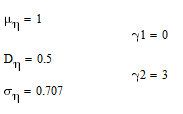 μη = 1
γ1 = 0
Dη = 0.5
γ2 = 3
ση = 0.707